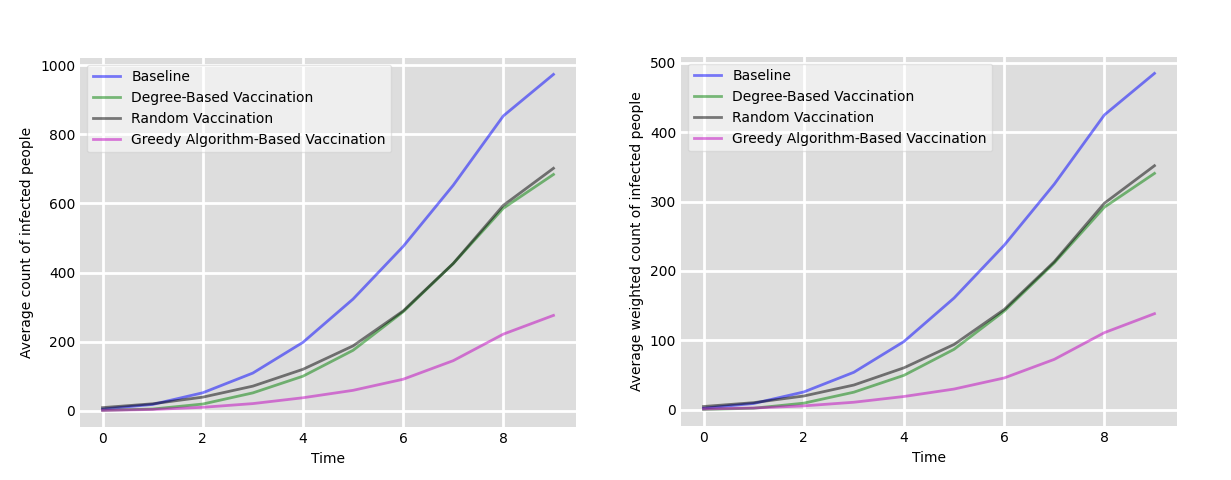 1000
800
600
400
200
0
Average count of infected people
Baseline
Degree-Based Vaccination
Random Vaccination
Greedy Algorithm-Based Vaccination
0 2 4 6 8
Time
500
400
300
200
100
0
Average weighted count of infected people
Baseline
Degree-Based Vaccination
Random Vaccination
Greedy Algorithm-Based Vaccination
0 2 4 6 8
Time